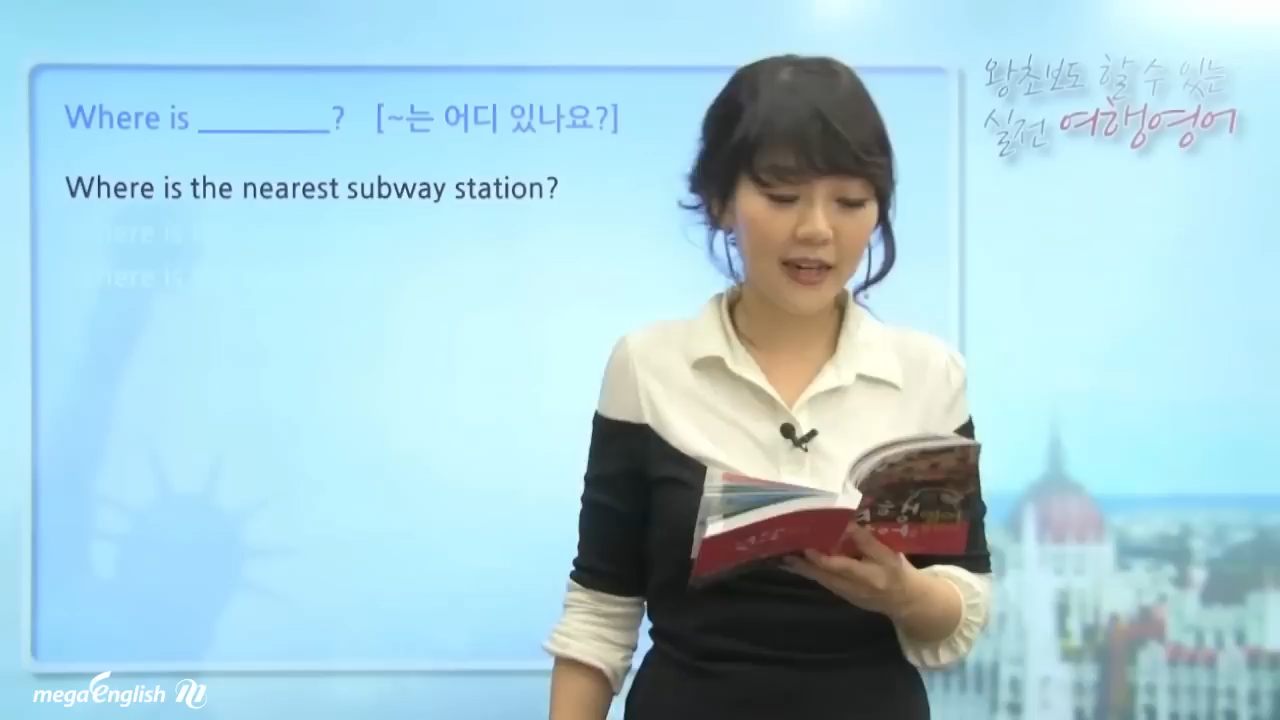 Where is ________? [~는 어디 있나요?]
Where is the nearest subway station?
왕초보도 할 수 있는
실전 여행영어
megaEnglish